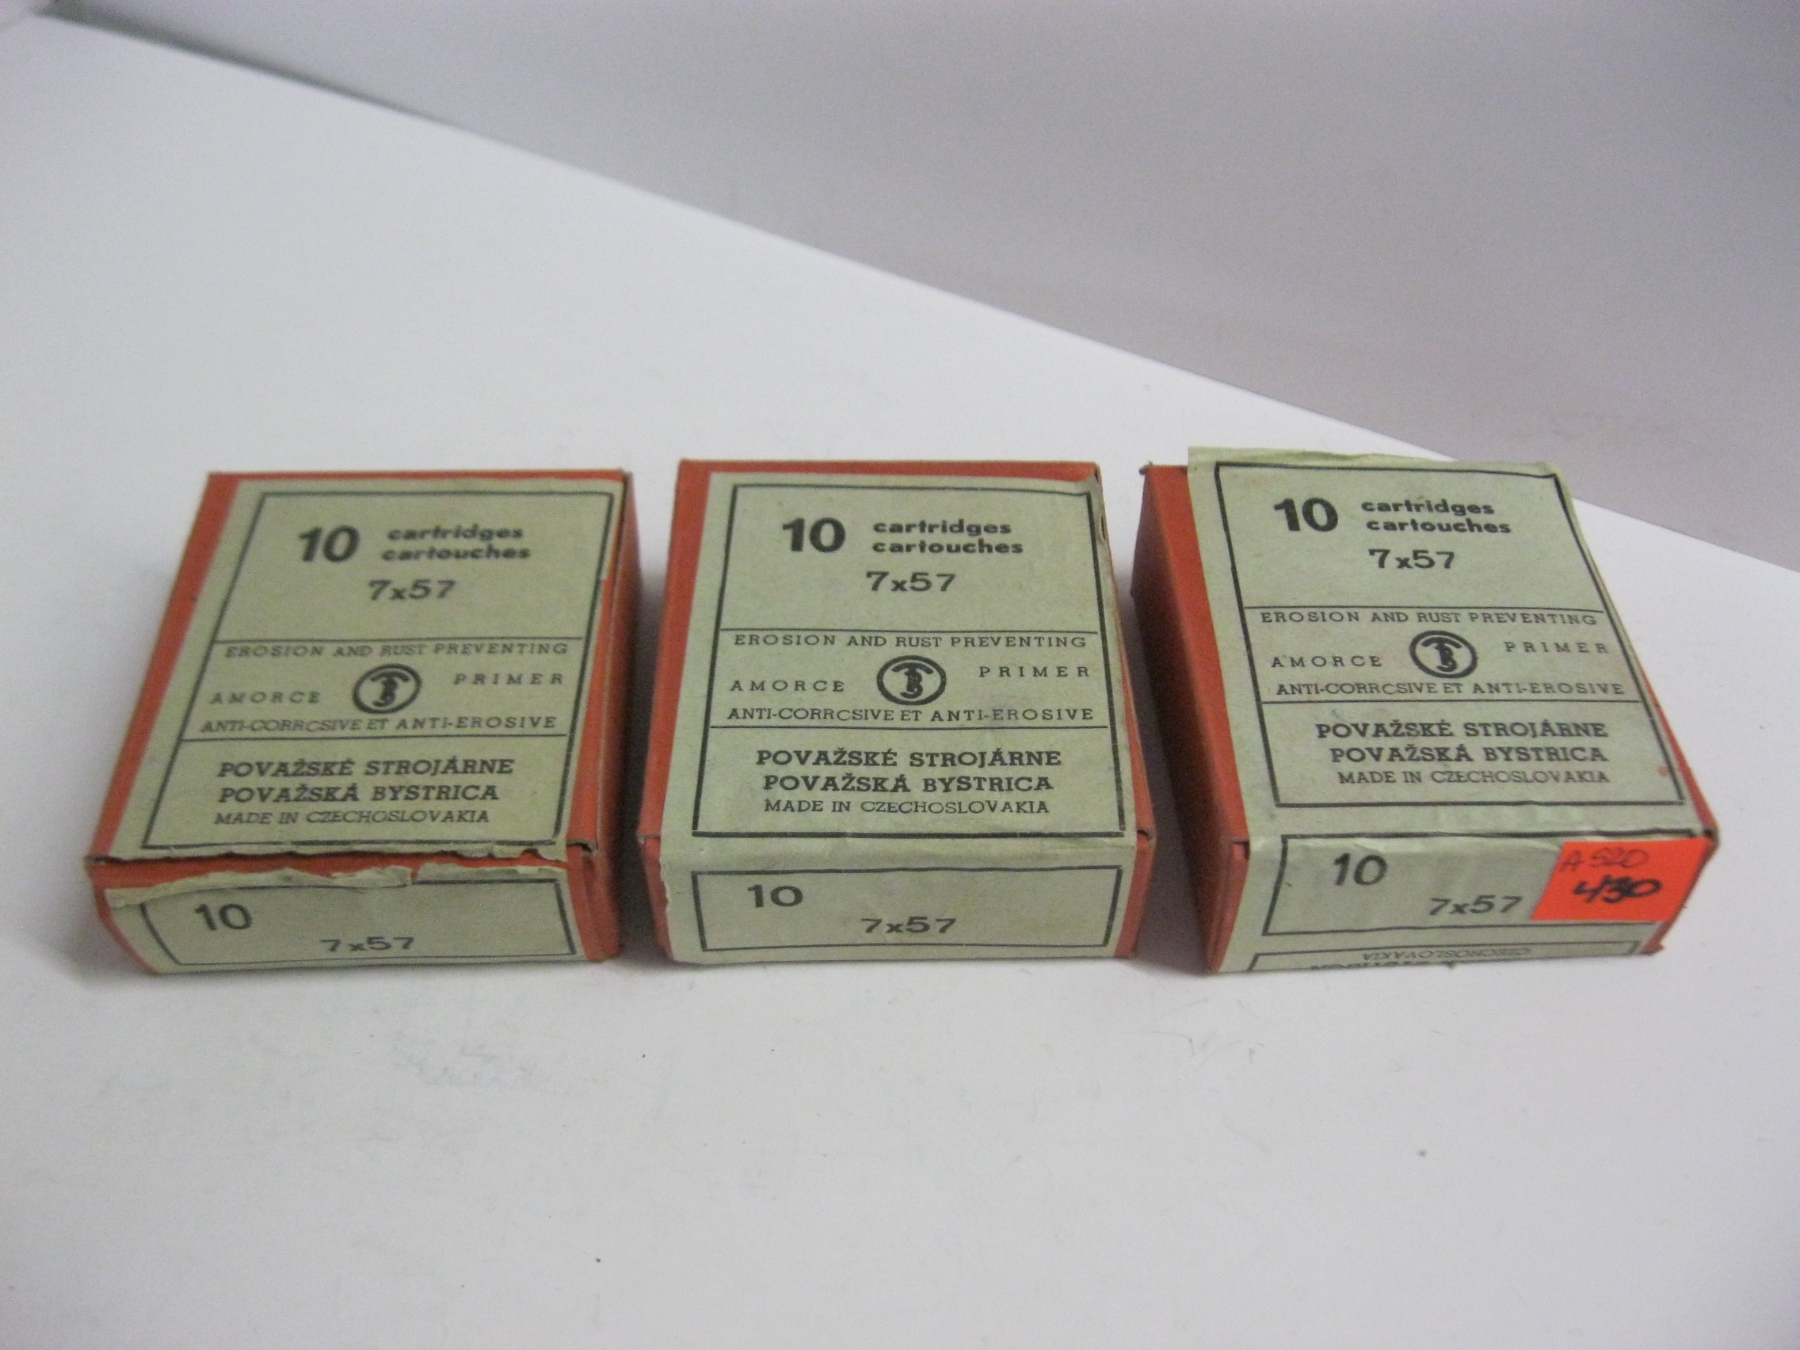 10 cartridges
cartouches
7x57
EROSION AND RUST PREVENTING
AMORCE PRIMER
ANTI-CORRCSIVE ET ANTI-EROSIVE
POVAŽSKÉ STROJÁRNE
POVAŽSKÁ BYSTRICA
MADE IN CZECHOSLOVAKIA
10
7x57
10 cartridges
cartouches
7x57
EROSION AND RUST PREVENTING
AMORCE PRIMER
ANTI-CORRCSIVE ET ANTI-EROSIVE
POVAŽSKÉ STROJÁRNE
POVAŽSKÁ BYSTRICA
MADE IN CZECHOSLOVAKIA
10
7x57
10 cartridges
cartouches
7x57
EROSION AND RUST PREVENTING
AMORCE PRIMER
ANTI-CORRCSIVE ET ANTI-EROSIVE
POVAŽSKÉ STROJÁRNE
POVAŽSKÁ BYSTRICA
MADE IN CZECHOSLOVAKIA
10
7x57
A 520
430
CZECHOSLOVAKIA